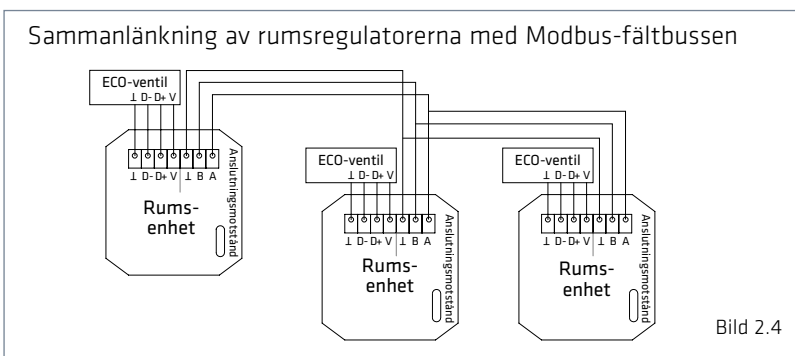 Sammanlänkning av rumsregulatorerna med Modbus-fältbussen
ECO-ventil
⊥ D- D+ V
⊥ D- D+ V ⊥ B A
Anslutningsmotstånd
Rums-
enhet
ECO-ventil
⊥ D- D+ V
⊥ D- D+ V ⊥ B A
Anslutningsmotstånd
Rums-
enhet
ECO-ventil
⊥ D- D+ V
⊥ D- D+ V ⊥ B A
Anslutningsmotstånd
Rums-
enhet
Bild 2.4